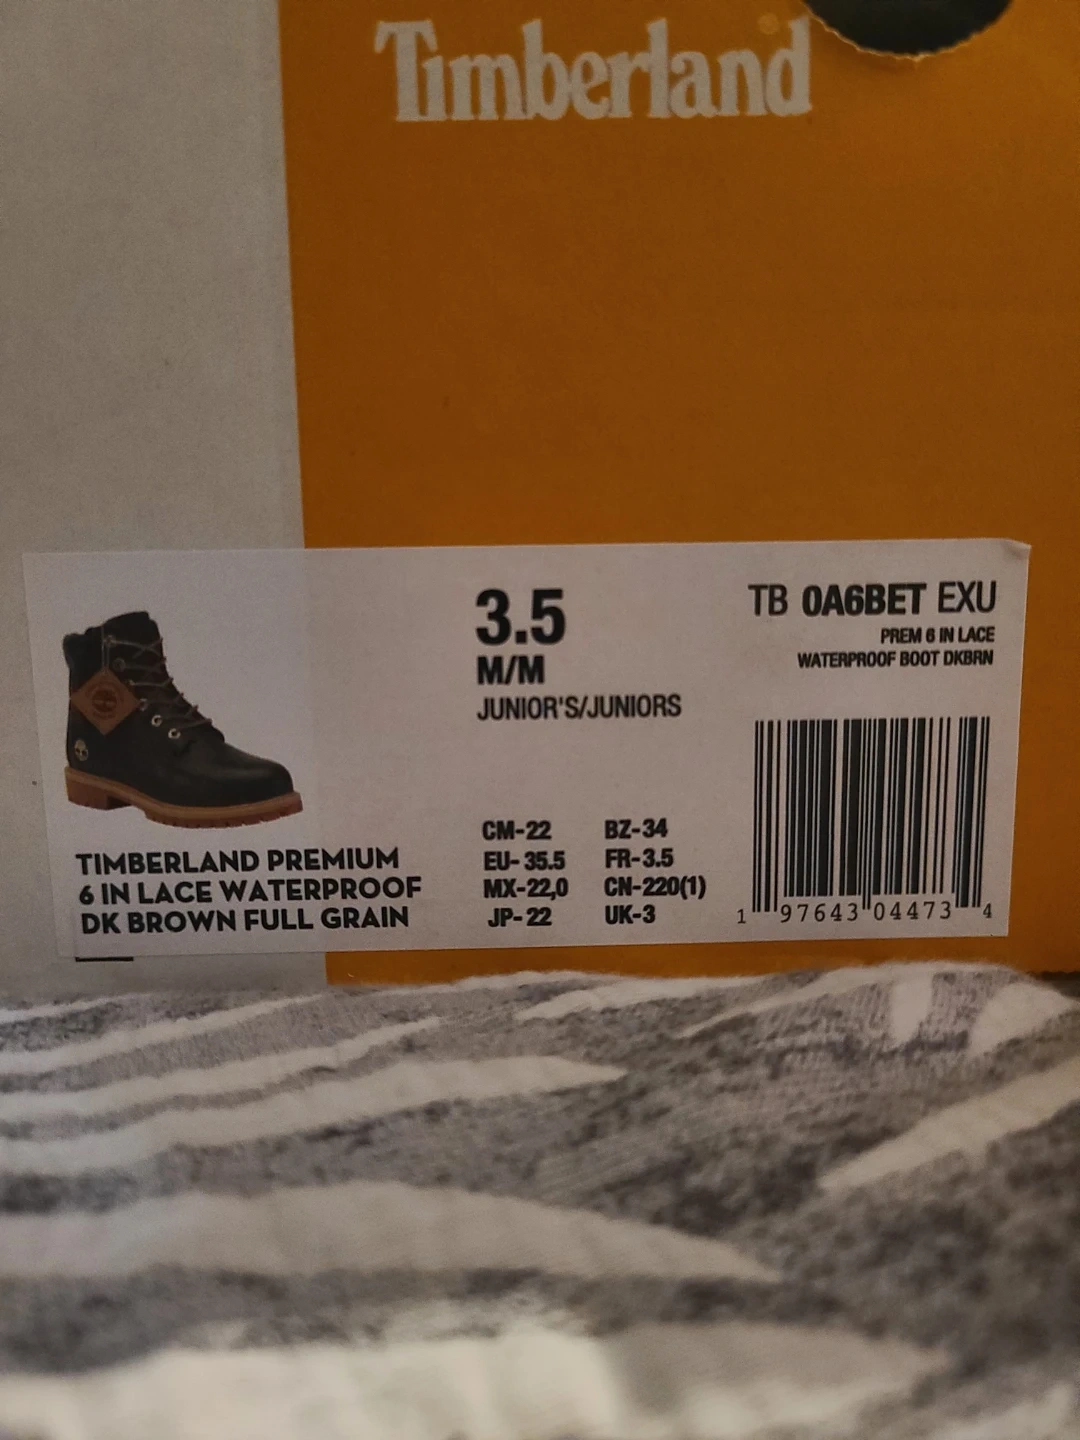 Timberland
3.5
M/M
JUNIOR'S/JUNIORS
TB 0A6BET EXU
PREM 6 IN LACE
WATERPROOF BOOT DKBRN
TIMBERLAND PREMIUM
6 IN LACE WATERPROOF
DK BROWN FULL GRAIN
CM-22 BZ-34
EU-35.5 FR-3.5
MX-22,0 CN-220(1)
JP-22 UK-3
1 97643 04473 4